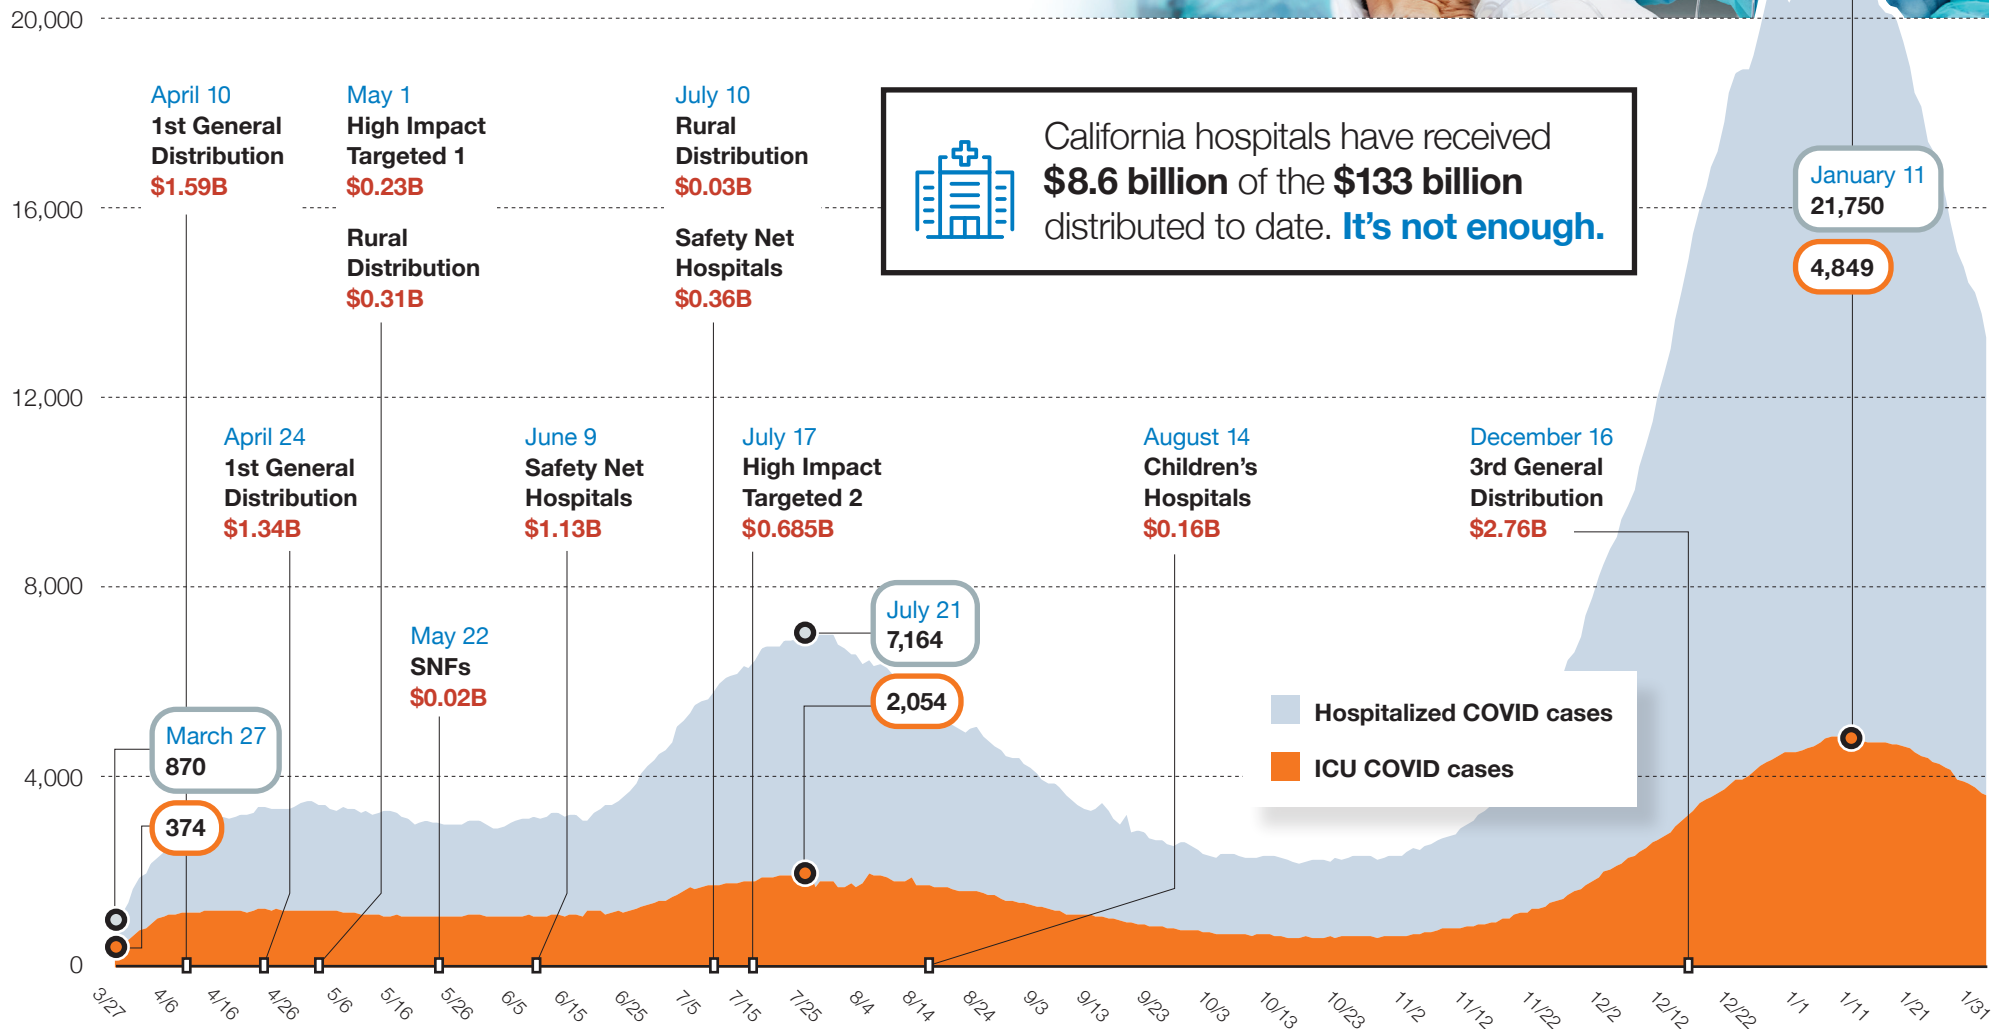 20,000
16,000
12,000
8,000
4,000
0
April 10
1st General
Distribution
$1.59B
May 1
High Impact
Targeted 1
$0.23B
Rural
Distribution
$0.31B
July 10
Rural
Distribution
$0.03B
Safety Net
Hospitals
$0.36B
California hospitals have received
$8.6 billion of the $133 billion
distributed to date. It's not enough.
January 11
21,750
4,849
April 24
1st General
Distribution
$1.34B
June 9
Safety Net
Hospitals
$1.13B
July 17
High Impact
Targeted 2
$0.685B
August 14
Children's
Hospitals
$0.16B
December 16
3rd General
Distribution
$2.76B
May 22
SNFs
$0.02B
July 21
7,164
2,054
March 27
870
374
Hospitalized COVID cases
ICU COVID cases
3/27
4/6
4/16
4/26
5/6
5/16
5/26
6/5
6/15
6/25
7/5
7/15
7/25
8/4
8/14
8/24
9/3
9/13
9/23
10/3
10/13
10/23
11/2
11/12
11/22
12/2
12/12
12/22
1/1
1/11
1/21
1/31